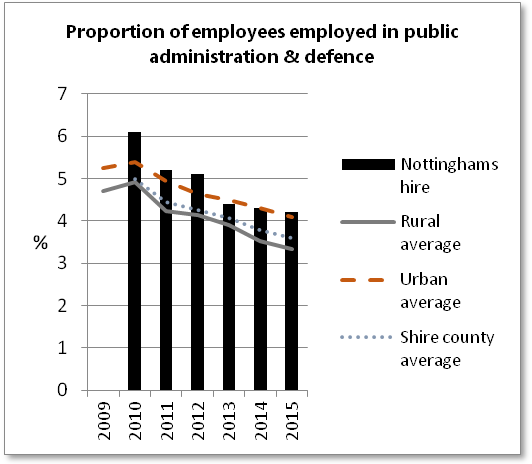 Proportion of employees employed in public
administration & defence
7
6
5
4
3
2
1
0
%
2009
2010
2011
2012
2013
2014
2015
Nottinghams
hire
Rural
average
Urban
average
Shire county
average